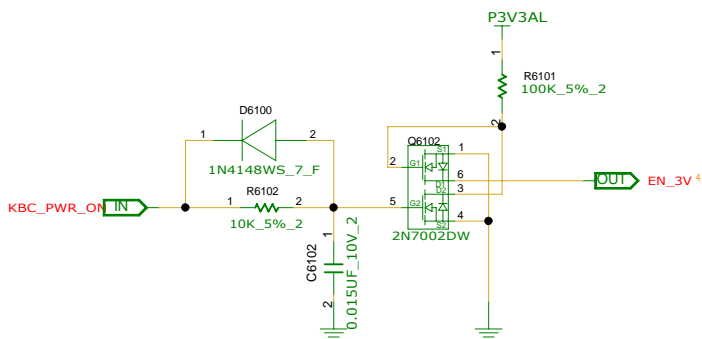 P3V3AL
1
R6101
100K_5%_2
2
D6100
1
2
1N4148WS_7_F
R6102
1
2
10K_5%_2
KBC_PWR_ON
IN
1
C6102
2
0.015UF_10V_2
Q6102
S1
1
2
G1
D1
6
D2
3
5
G2
4
S2
2N7002DW
OUT
EN_3V
4